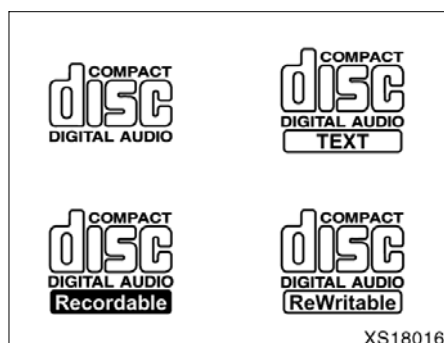 COMPACT
disc
DIGITAL AUDIO
COMPACT
disc
DIGITAL AUDIO
TEXT
COMPACT
disc
DIGITAL AUDIO
Recordable
COMPACT
disc
DIGITAL AUDIO
ReWritable
XS18016